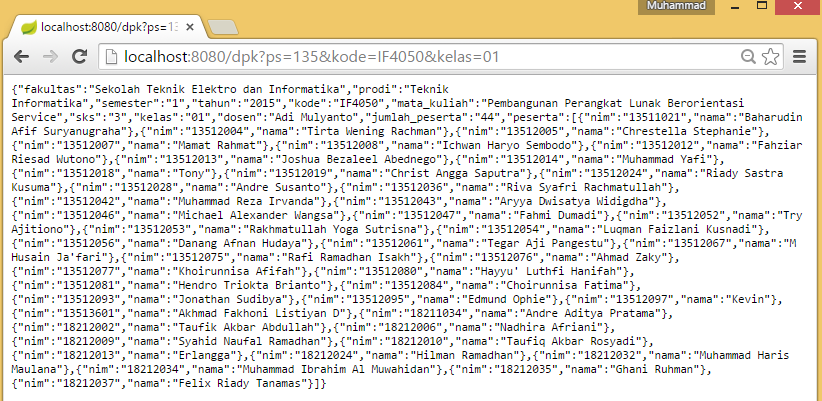 Muhammad
localhost:8080/dpk?ps=13
localhost:8080/dpk?ps=135&kode=IF4050&kelas=01
{"fakultas":"Sekolah Teknik Elektro dan Informatika","prodi":"Teknik
Informatika","semester":"1","tahun":"2015","kode":"IF4050","mata_kuliah":"Pembangunan Perangkat Lunak Berorientasi
Service","sks":"3","kelas":"01","dosen":"Adi Mulyanto","jumlah_peserta":"44","peserta":[{"nim":"13511021","nama":"Baharudin
Afif Suryanugraha"},{"nim":"13512004","nama":"Tirta Wening Rachman"},{"nim":"13512005","nama":"Chrestella Stephanie"},
{"nim":"13512007","nama":"Mamat Rahmat"},{"nim":"13512008","nama":"Ichwan Haryo Sembodo"},{"nim":"13512012","nama":"Fahziar
Riesad Wutono"},{"nim":"13512013","nama":"Joshua Bezaleel Abednego"},{"nim":"13512014","nama":"Muhammad Yafi"},
{"nim":"13512018","nama":"Tony"},{"nim":"13512019","nama":"Christ Angga Saputra"},{"nim":"13512024","nama":"Riady Sastra
Kusuma"},{"nim":"13512028","nama":"Andre Susanto"},{"nim":"13512036","nama":"Riva Syafri Rachmatullah"},
{"nim":"13512042","nama":"Muhammad Reza Irvanda"},{"nim":"13512043","nama":"Aryya Dwisatya Widigdha"},
{"nim":"13512046","nama":"Michael Alexander Wangsa"},{"nim":"13512047","nama":"Fahmi Dumadi"},{"nim":"13512052","nama":"Try
Ajitiono"},{"nim":"13512053","nama":"Rakhmatullah Yoga Sutrisna"},{"nim":"13512054","nama":"Luqman Faizlani Kusnadi"},
{"nim":"13512056","nama":"Danang Afnan Hudaya"},{"nim":"13512061","nama":"Tegar Aji Pangestu"},{"nim":"13512067","nama":"M
Husain Ja'fari"},{"nim":"13512075","nama":"Rafi Ramadhan Isakh"},{"nim":"13512076","nama":"Ahmad Zaky"},
{"nim":"13512077","nama":"Khoirunnisa Afifah"},{"nim":"13512080","nama":"Hayyu' Luthfi Hanifah"},
{"nim":"13512081","nama":"Hendro Triokta Brianto"},{"nim":"13512084","nama":"Choirunnisa Fatima"},
{"nim":"13512093","nama":"Jonathan Sudibya"},{"nim":"13512095","nama":"Edmund Ophie"},{"nim":"13512097","nama":"Kevin"},
{"nim":"13513601","nama":"Akhmad Fakhoni Listiyan D"},{"nim":"18211034","nama":"Andre Aditya Pratama"},
{"nim":"18212002","nama":"Taufik Akbar Abdullah"},{"nim":"18212006","nama":"Nadhira Afriani"},
{"nim":"18212009","nama":"Syahid Naufal Ramadhan"},{"nim":"18212010","nama":"Taufiq Akbar Rosyadi"},
{"nim":"18212013","nama":"Erlangga"},{"nim":"18212024","nama":"Hilman Ramadhan"},{"nim":"18212032","nama":"Muhammad Haris
Maulana"},{"nim":"18212034","nama":"Muhammad Ibrahim Al Muwahidan"},{"nim":"18212035","nama":"Ghani Ruhman"},
{"nim":"18212037","nama":"Felix Riady Tanamas"}]}